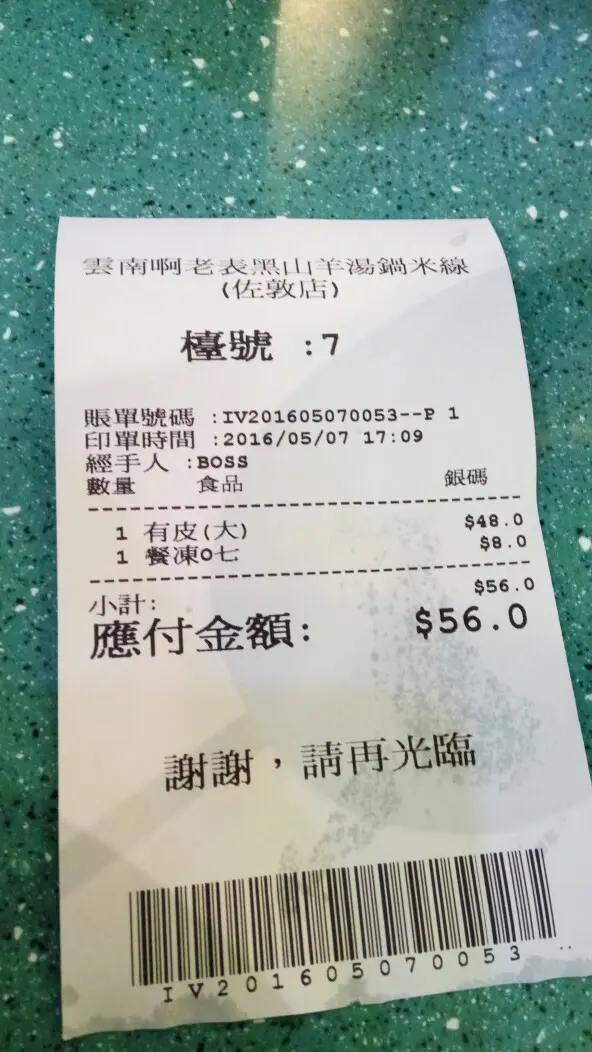 雲南啊老表黑山羊湯鍋米線
(佐敦店)
檯號 :7
賬單號碼 :IV201605070053--P 1
印單時間 :2016/05/07 17:09
經手人 :BOSS
數量 食品 銀碼
1 有皮(大) $48.0
1 餐凍O七 $8.0
小計: $56.0
應付金額: $56.0
謝謝，請再光臨
IV201605070053